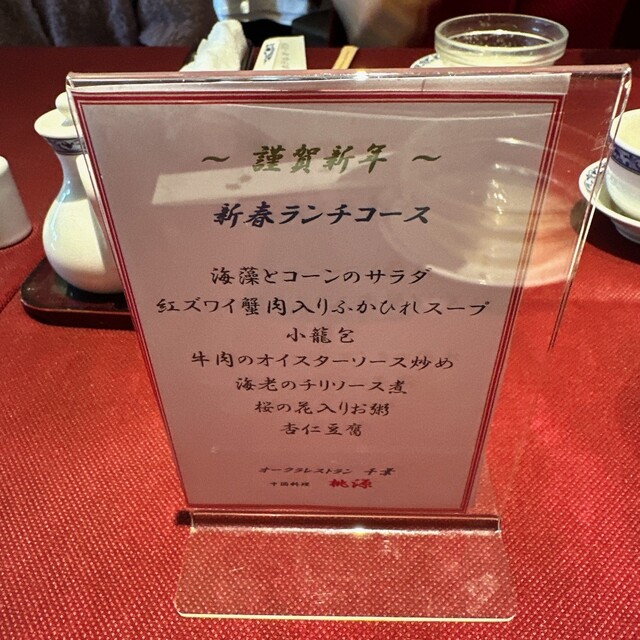 ～ 謹賀新年 ～
新春ランチコース
海藻とコーンのサラダ
紅ズワイ蟹肉入りふかひれスープ
小籠包
牛肉のオイスターソース炒め
海老のチリソース煮
桜の花入りお粥
杏仁豆腐
オークラレストラン 千葉
中国料理 桃源